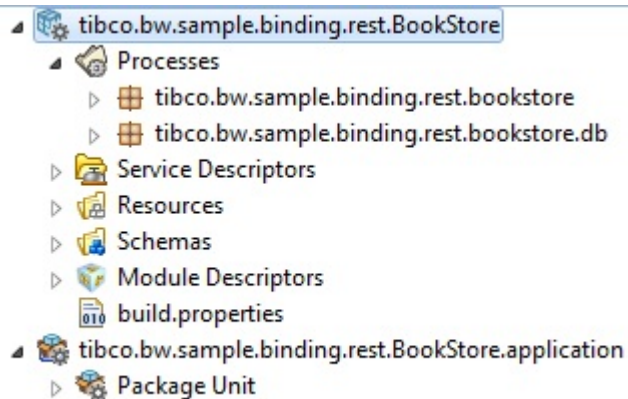 tibco.bw.sample.binding.rest.BookStore
Processes
tibco.bw.sample.binding.rest.bookstore
tibco.bw.sample.binding.rest.bookstore.db
Service Descriptors
Resources
Schemas
Module Descriptors
010
build.properties
tibco.bw.sample.binding.rest.BookStore.application
Package Unit